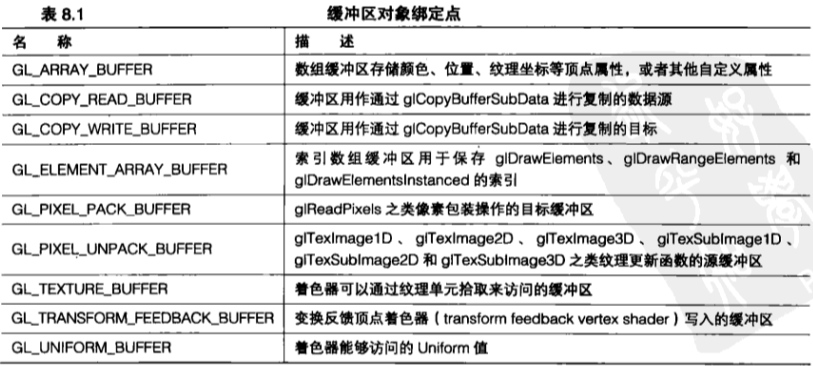 表 8.1 缓冲区对象绑定点
名 称 描 述
GL_ARRAY_BUFFER 数组缓冲区存储颜色、位置、纹理坐标等顶点属性，或者其他自定义属性
GL_COPY_READ_BUFFER 缓冲区用作通过 glCopyBufferSubData 进行复制的数据源
GL_COPY_WRITE_BUFFER 缓冲区用作通过 glCopyBufferSubData 进行复制的目标
GL_ELEMENT_ARRAY_BUFFER 索引数组缓冲区用于保存 glDrawElements、glDrawRangeElements 和
glDrawElementsInstanced 的索引
GL_PIXEL_PACK_BUFFER glReadPixels 之类像素包装操作的目标缓冲区
GL_PIXEL_UNPACK_BUFFER glTexImage1D 、 glTexImage2D 、 glTexImage3D 、 glTexSubImage1D 、
glTexSubImage2D 和 glTexSubImage3D 之类纹理更新函数的源缓冲区
GL_TEXTURE_BUFFER 着色器可以通过纹理单元拾取来访问的缓冲区
GL_TRANSFORM_FEEDBACK_BUFFER 变换反馈顶点着色器（transform feedback vertex shader）写入的缓冲区
GL_UNIFORM_BUFFER 着色器能够访问的 Uniform 值